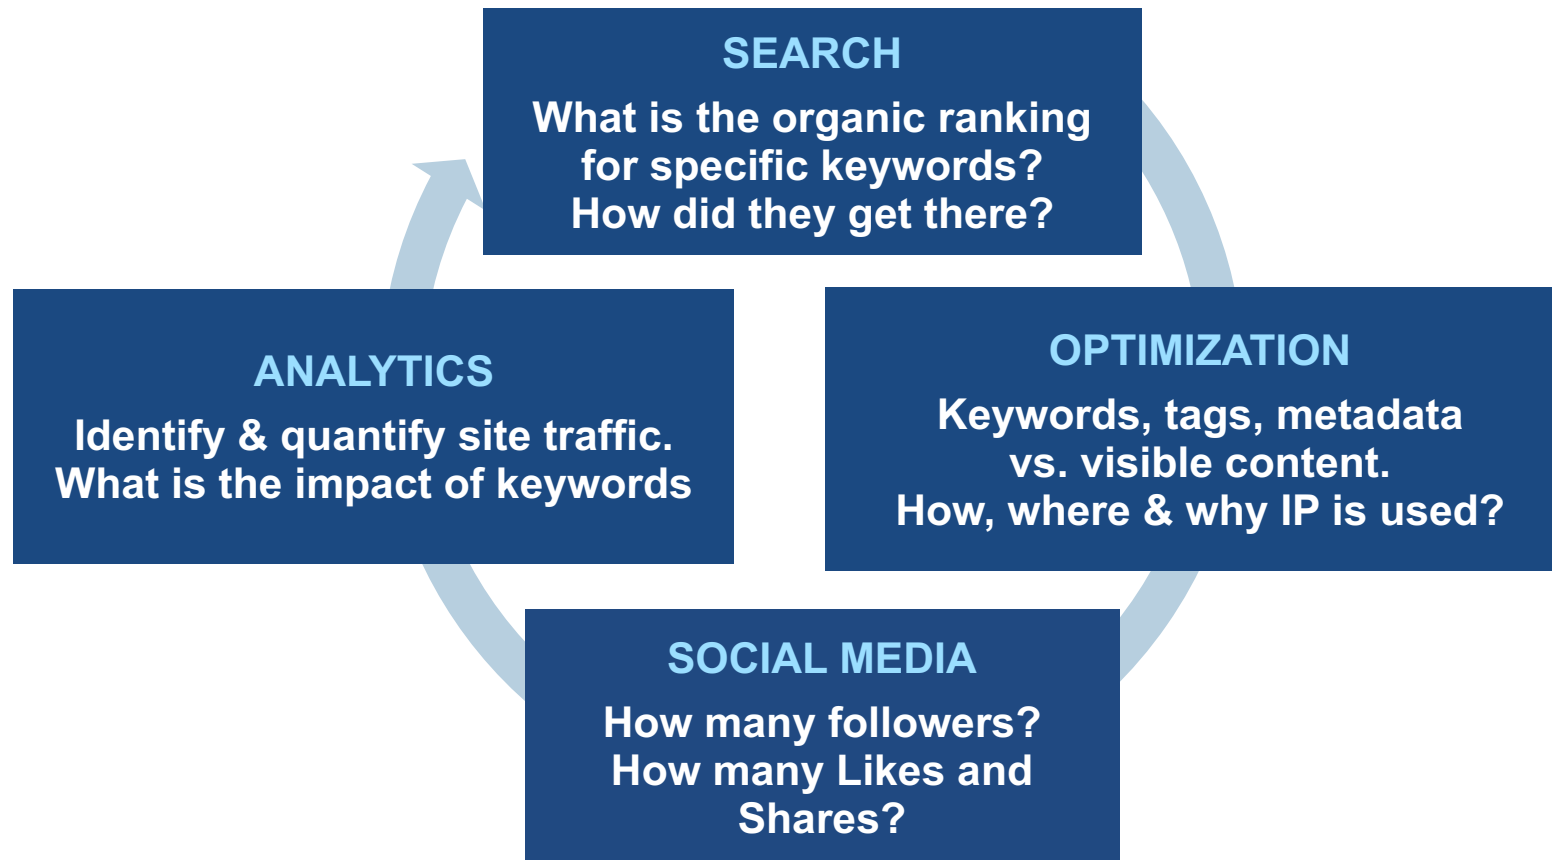 SEARCH
What is the organic ranking
for specific keywords?
How did they get there?
OPTIMIZATION
Keywords, tags, metadata
vs. visible content.
How, where & why IP is used?
SOCIAL MEDIA
How many followers?
How many Likes and
Shares?
ANALYTICS
Identify & quantify site traffic.
What is the impact of keywords